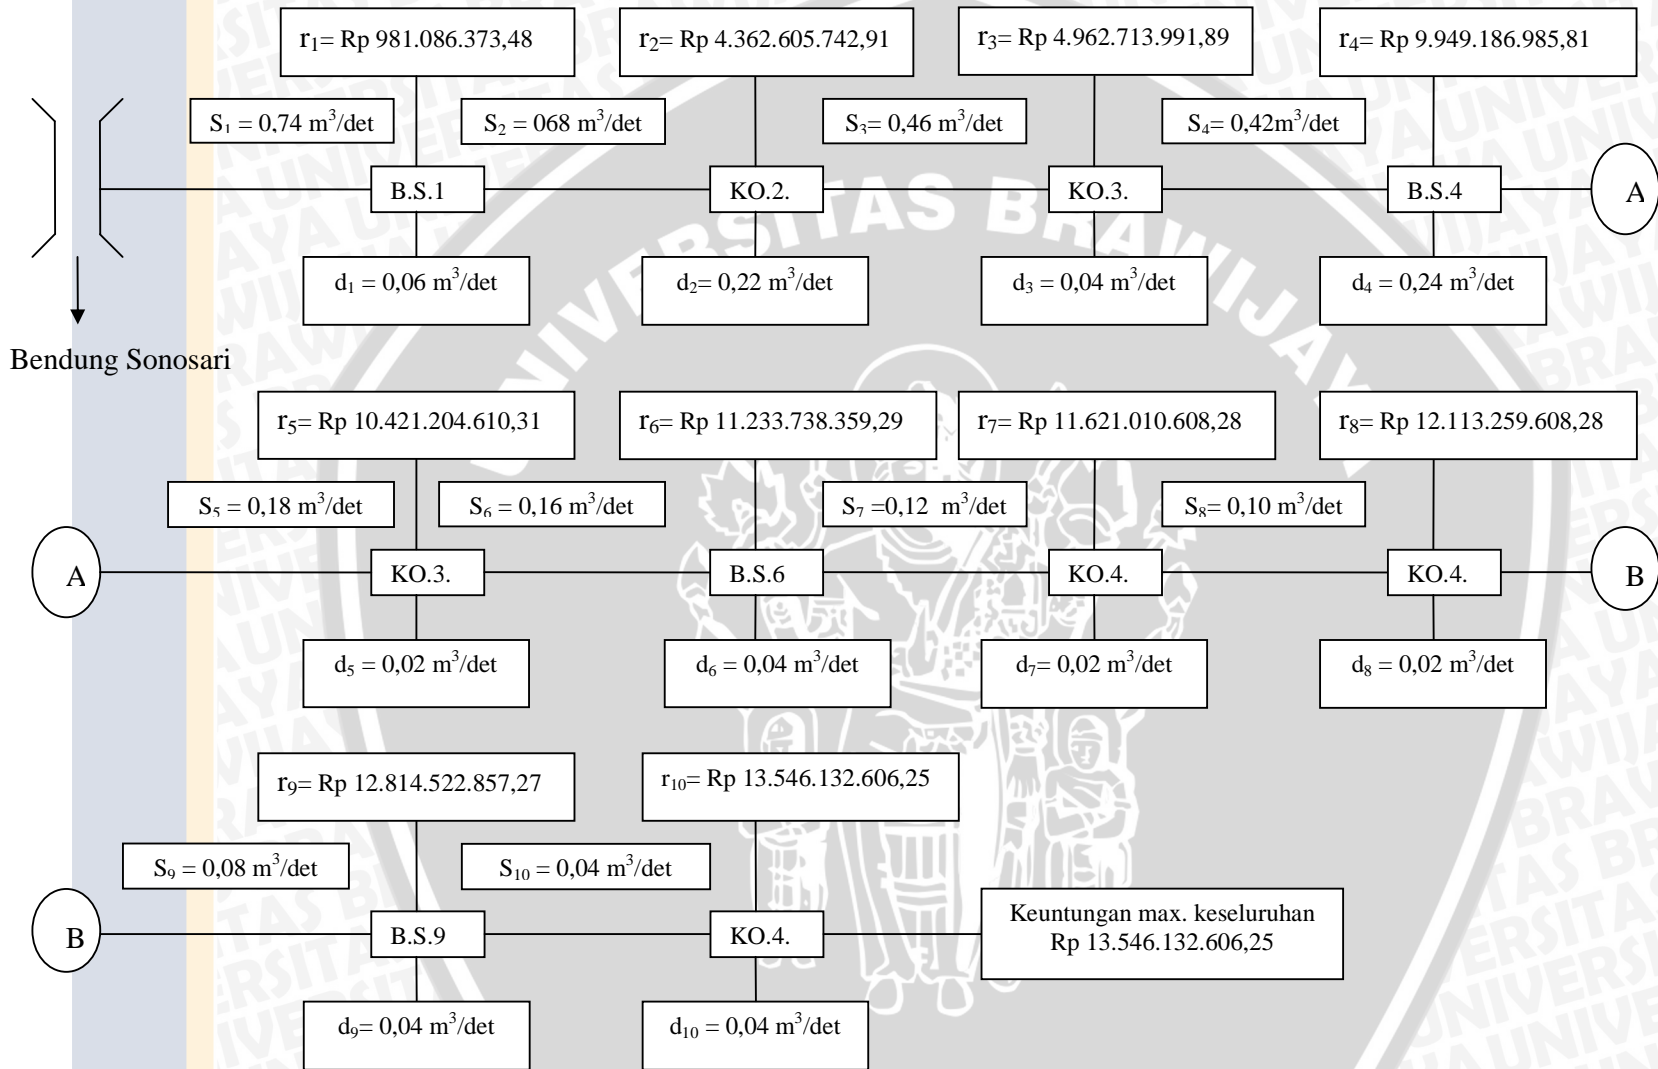 r₁= Rp 981.086.373,48
r₂= Rp 4.362.605.742,91
r₃= Rp 4.962.713.991,89
r₄= Rp 9.949.186.985,81
S₁ = 0,74 m³/det
S₂ = 068 m³/det
S₃= 0,46 m³/det
S₄= 0,42m³/det
B.S.1
KO.2.
KO.3.
B.S.4
A
d₁ = 0,06 m³/det
d₂= 0,22 m³/det
d₃ = 0,04 m³/det
d₄ = 0,24 m³/det
Bendung Sonosari
r₅= Rp 10.421.204.610,31
r₆= Rp 11.233.738.359,29
r₇= Rp 11.621.010.608,28
r₈= Rp 12.113.259.608,28
S₅ = 0,18 m³/det
S₆ = 0,16 m³/det
S₇ =0,12 m³/det
S₈= 0,10 m³/det
A
KO.3.
B.S.6
KO.4.
KO.4.
B
d₅ = 0,02 m³/det
d₆ = 0,04 m³/det
d₇= 0,02 m³/det
d₈ = 0,02 m³/det
r₉= Rp 12.814.522.857,27
r₁₀= Rp 13.546.132.606,25
S₉ = 0,08 m³/det
S₁₀ = 0,04 m³/det
B
B.S.9
KO.4.
Keuntungan max. keseluruhan
Rp 13.546.132.606,25
d₉= 0,04 m³/det
d₁₀ = 0,04 m³/det
UNIVERSITAS BRAWIJAYA